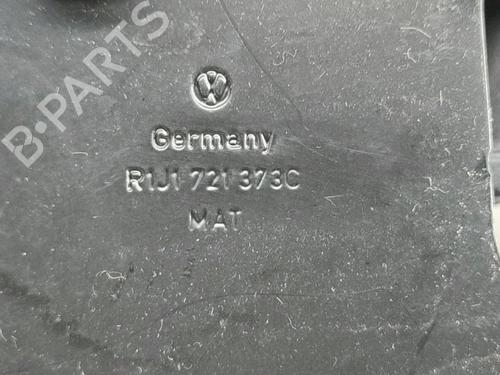 B-PARTS
Germany
R1J1 721 373C
MAT